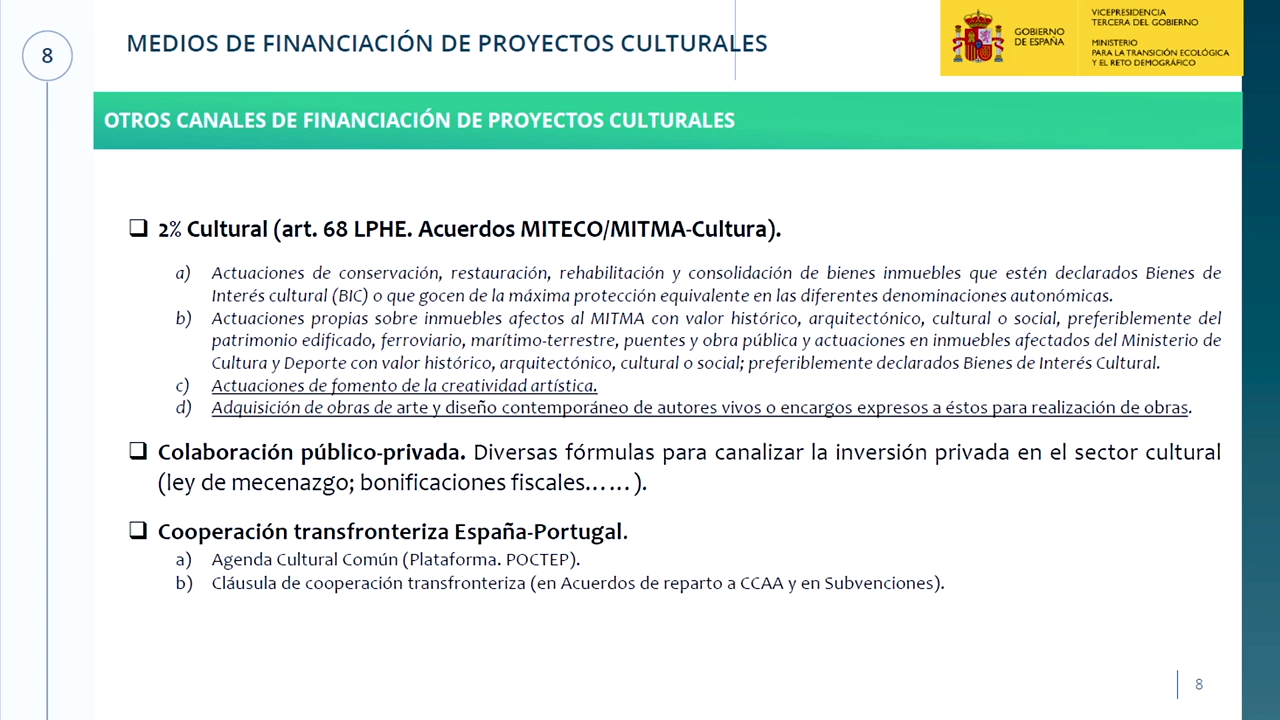 8
MEDIOS DE FINANCIACIÓN DE PROYECTOS CULTURALES
GOBIERNO
DE ESPAÑA
VICEPRESIDENCIA
TERCERA DEL GOBIERNO
MINISTERIO
PARA LA TRANSICIÓN ECOLÓGICA
Y EL RETO DEMOGRÁFICO
OTROS CANALES DE FINANCIACIÓN DE PROYECTOS CULTURALES
2% Cultural (art. 68 LPHE. Acuerdos MITECO/MITMA-Cultura).
a) Actuaciones de conservación, restauración, rehabilitación y consolidación de bienes inmuebles que estén declarados Bienes de
Interés cultural (BIC) o que gocen de la máxima protección equivalente en las diferentes denominaciones autonómicas.
b) Actuaciones propias sobre inmuebles afectos al MITMA con valor histórico, arquitectónico, cultural o social, preferiblemente del
patrimonio edificado, ferroviario, marítimo-terrestre, puentes y obra pública y actuaciones en inmuebles afectados del Ministerio de
Cultura y Deporte con valor histórico, arquitectónico, cultural o social; preferiblemente declarados Bienes de Interés Cultural.
c) Actuaciones de fomento de la creatividad artística.
d) Adquisición de obras de arte y diseño contemporáneo de autores vivos o encargos expresos a éstos para realización de obras.
Colaboración público-privada. Diversas fórmulas para canalizar la inversión privada en el sector cultural
(ley de mecenazgo; bonificaciones fiscales……).
Cooperación transfronteriza España-Portugal.
a) Agenda Cultural Común (Plataforma. POCTEP).
b) Cláusula de cooperación transfronteriza (en Acuerdos de reparto a CCAA y en Subvenciones).
8